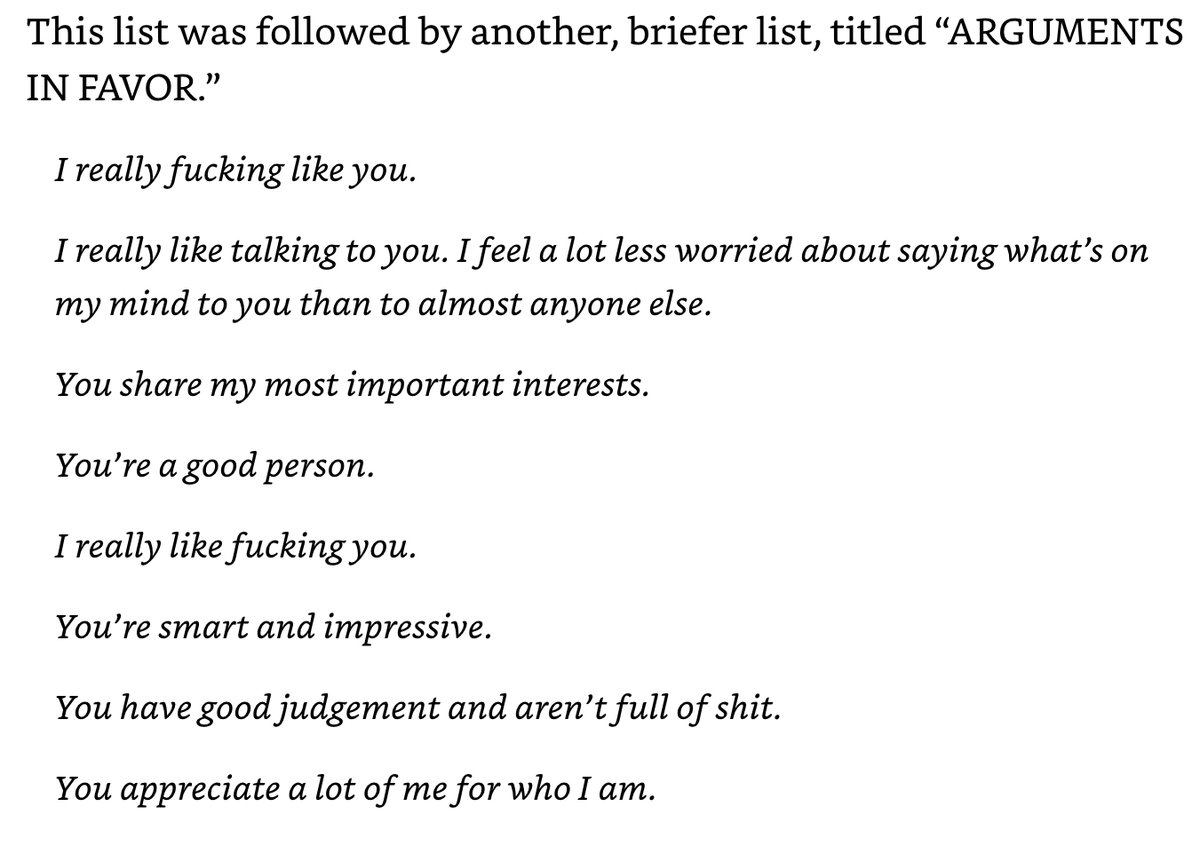 This list was followed by another, briefer list, titled “ARGUMENTS
IN FAVOR.”
I really fucking like you.
I really like talking to you. I feel a lot less worried about saying what’s on
my mind to you than to almost anyone else.
You share my most important interests.
You’re a good person.
I really like fucking you.
You’re smart and impressive.
You have good judgement and aren’t full of shit.
You appreciate a lot of me for who I am.